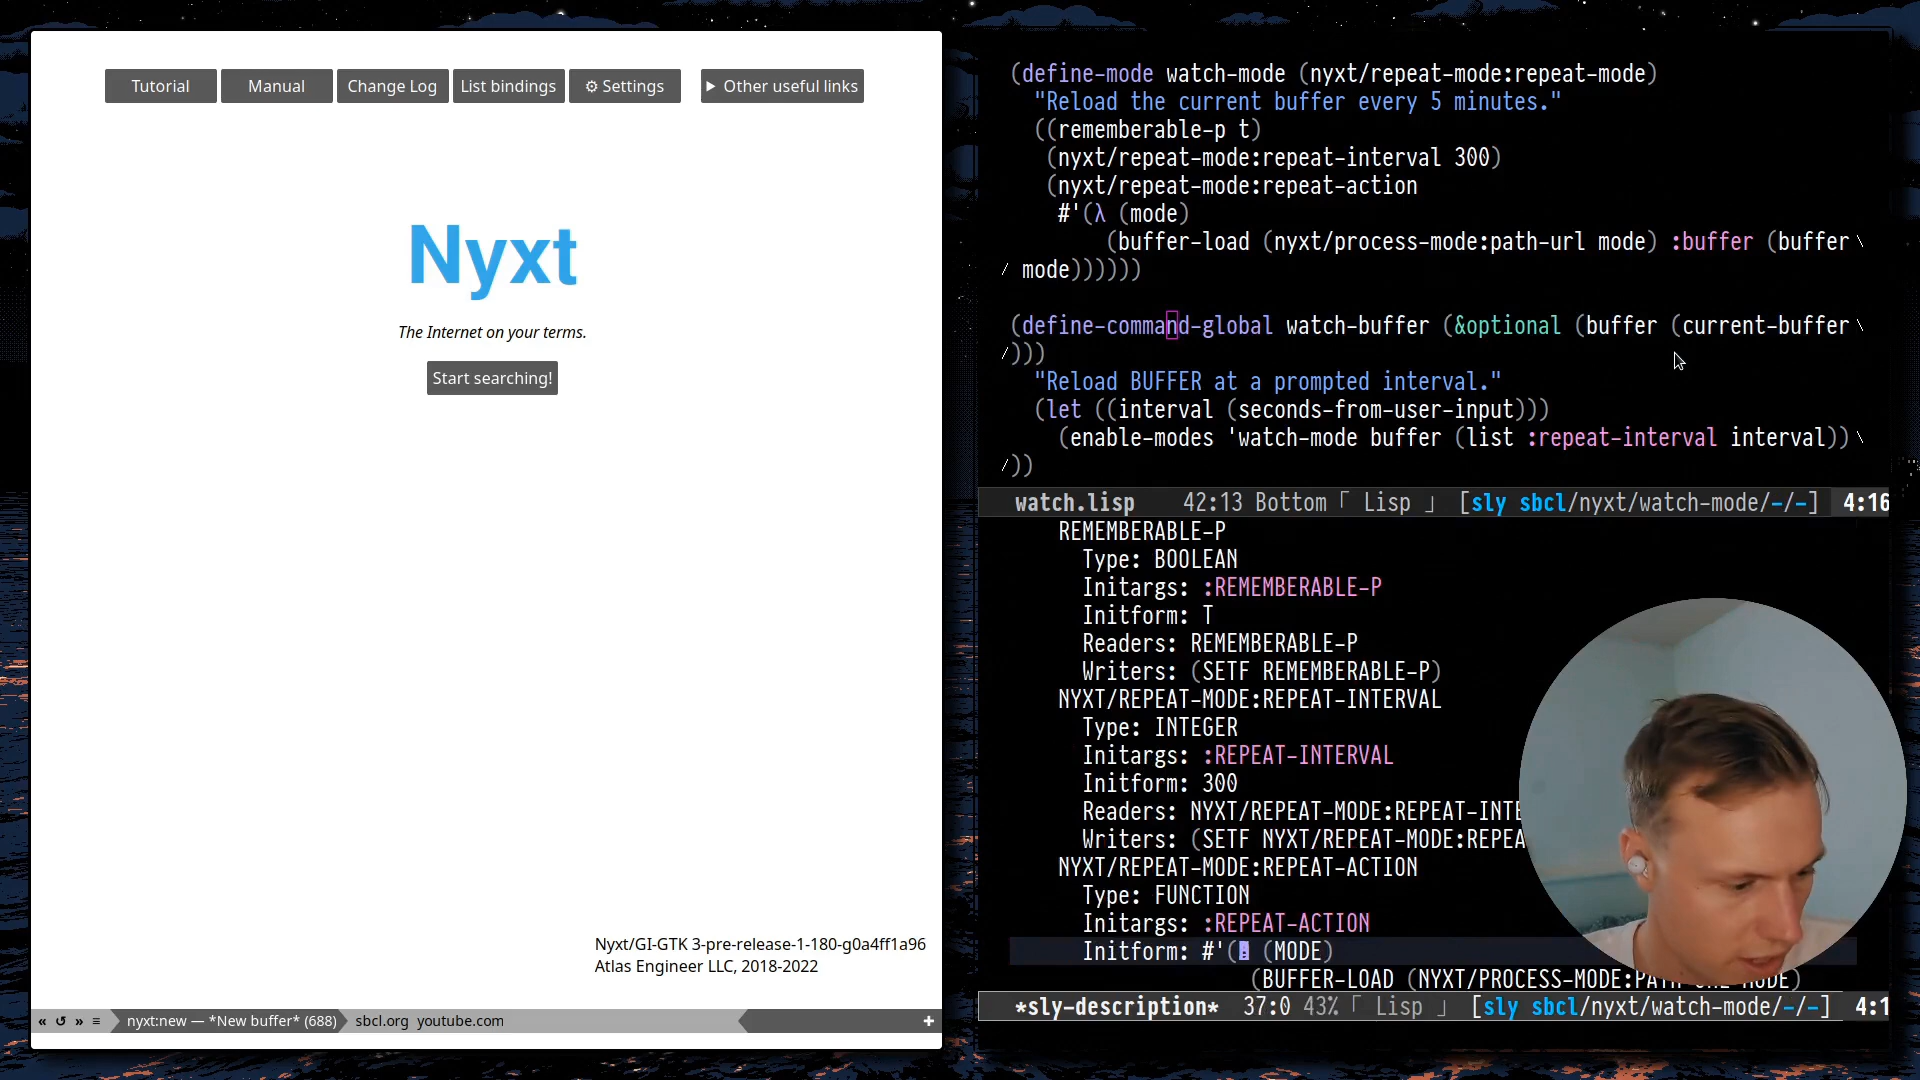 Tutorial Manual Change Log List bindings ⚙ Settings ▶ Other useful links
Nyxt
The Internet on your terms.
Start searching!
Nyxt/GI-GTK 3-pre-release-1-180-g0a4ff1a96
Atlas Engineer LLC, 2018-2022
« ↺ » ≡ nyxt:new — *New buffer* (688) sbcl.org youtube.com +
(define-mode watch-mode (nyxt/repeat-mode:repeat-mode)
"Reload the current buffer every 5 minutes."
((rememberable-p t)
(nyxt/repeat-mode:repeat-interval 300)
(nyxt/repeat-mode:repeat-action
#'(λ (mode)
(buffer-load (nyxt/process-mode:path-url mode) :buffer (buffer \
/ mode))))))
(define-command-global watch-buffer (&optional (buffer (current-buffer \
/)))
"Reload BUFFER at a prompted interval."
(let ((interval (seconds-from-user-input)))
(enable-modes 'watch-mode buffer (list :repeat-interval interval)) \
/))
watch.lisp 42:13 Bottom「 Lisp 」 [sly sbcl/nyxt/watch-mode/-/-] 4:16
REMEMBERABLE-P
Type: BOOLEAN
Initargs: :REMEMBERABLE-P
Initform: T
Readers: REMEMBERABLE-P
Writers: (SETF REMEMBERABLE-P)
NYXT/REPEAT-MODE:REPEAT-INTERVAL
Type: INTEGER
Initargs: :REPEAT-INTERVAL
Initform: 300
Readers: NYXT/REPEAT-MODE:REPEAT-INTE
Writers: (SETF NYXT/REPEAT-MODE:REPEA
NYXT/REPEAT-MODE:REPEAT-ACTION
Type: FUNCTION
Initargs: :REPEAT-ACTION
Initform: #'( (MODE)
(BUFFER-LOAD (NYXT/PROCESS-MODE: MODE)
*sly-description* 37:0 43%「 Lisp 」 [sly sbcl/nyxt/watch-mode/-/-] 4:1